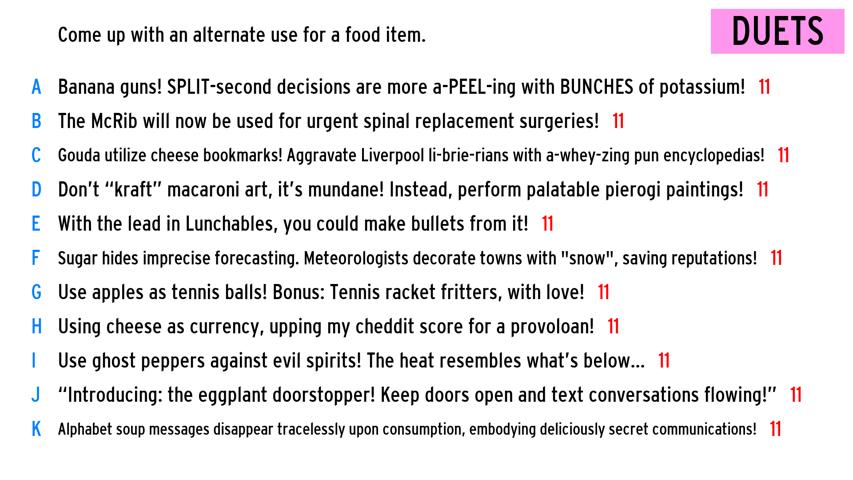 Come up with an alternate use for a food item.
DUETS
A Banana guns! SPLIT-second decisions are more a-PEEL-ing with BUNCHES of potassium! 11
B The McRib will now be used for urgent spinal replacement surgeries! 11
C Gouda utilize cheese bookmarks! Aggravate Liverpool li-brie-rians with a-whey-zing pun encyclopedias! 11
D Don't “kraft” macaroni art, it's mundane! Instead, perform palatable pierogi paintings! 11
E With the lead in Lunchables, you could make bullets from it! 11
F Sugar hides imprecise forecasting. Meteorologists decorate towns with "snow", saving reputations! 11
G Use apples as tennis balls! Bonus: Tennis racket fritters, with love! 11
H Using cheese as currency, upping my cheddit score for a provoloan! 11
I Use ghost peppers against evil spirits! The heat resembles what's below... 11
J “Introducing: the eggplant doorstopper! Keep doors open and text conversations flowing!” 11
K Alphabet soup messages disappear tracelessly upon consumption, embodying deliciously secret communications! 11